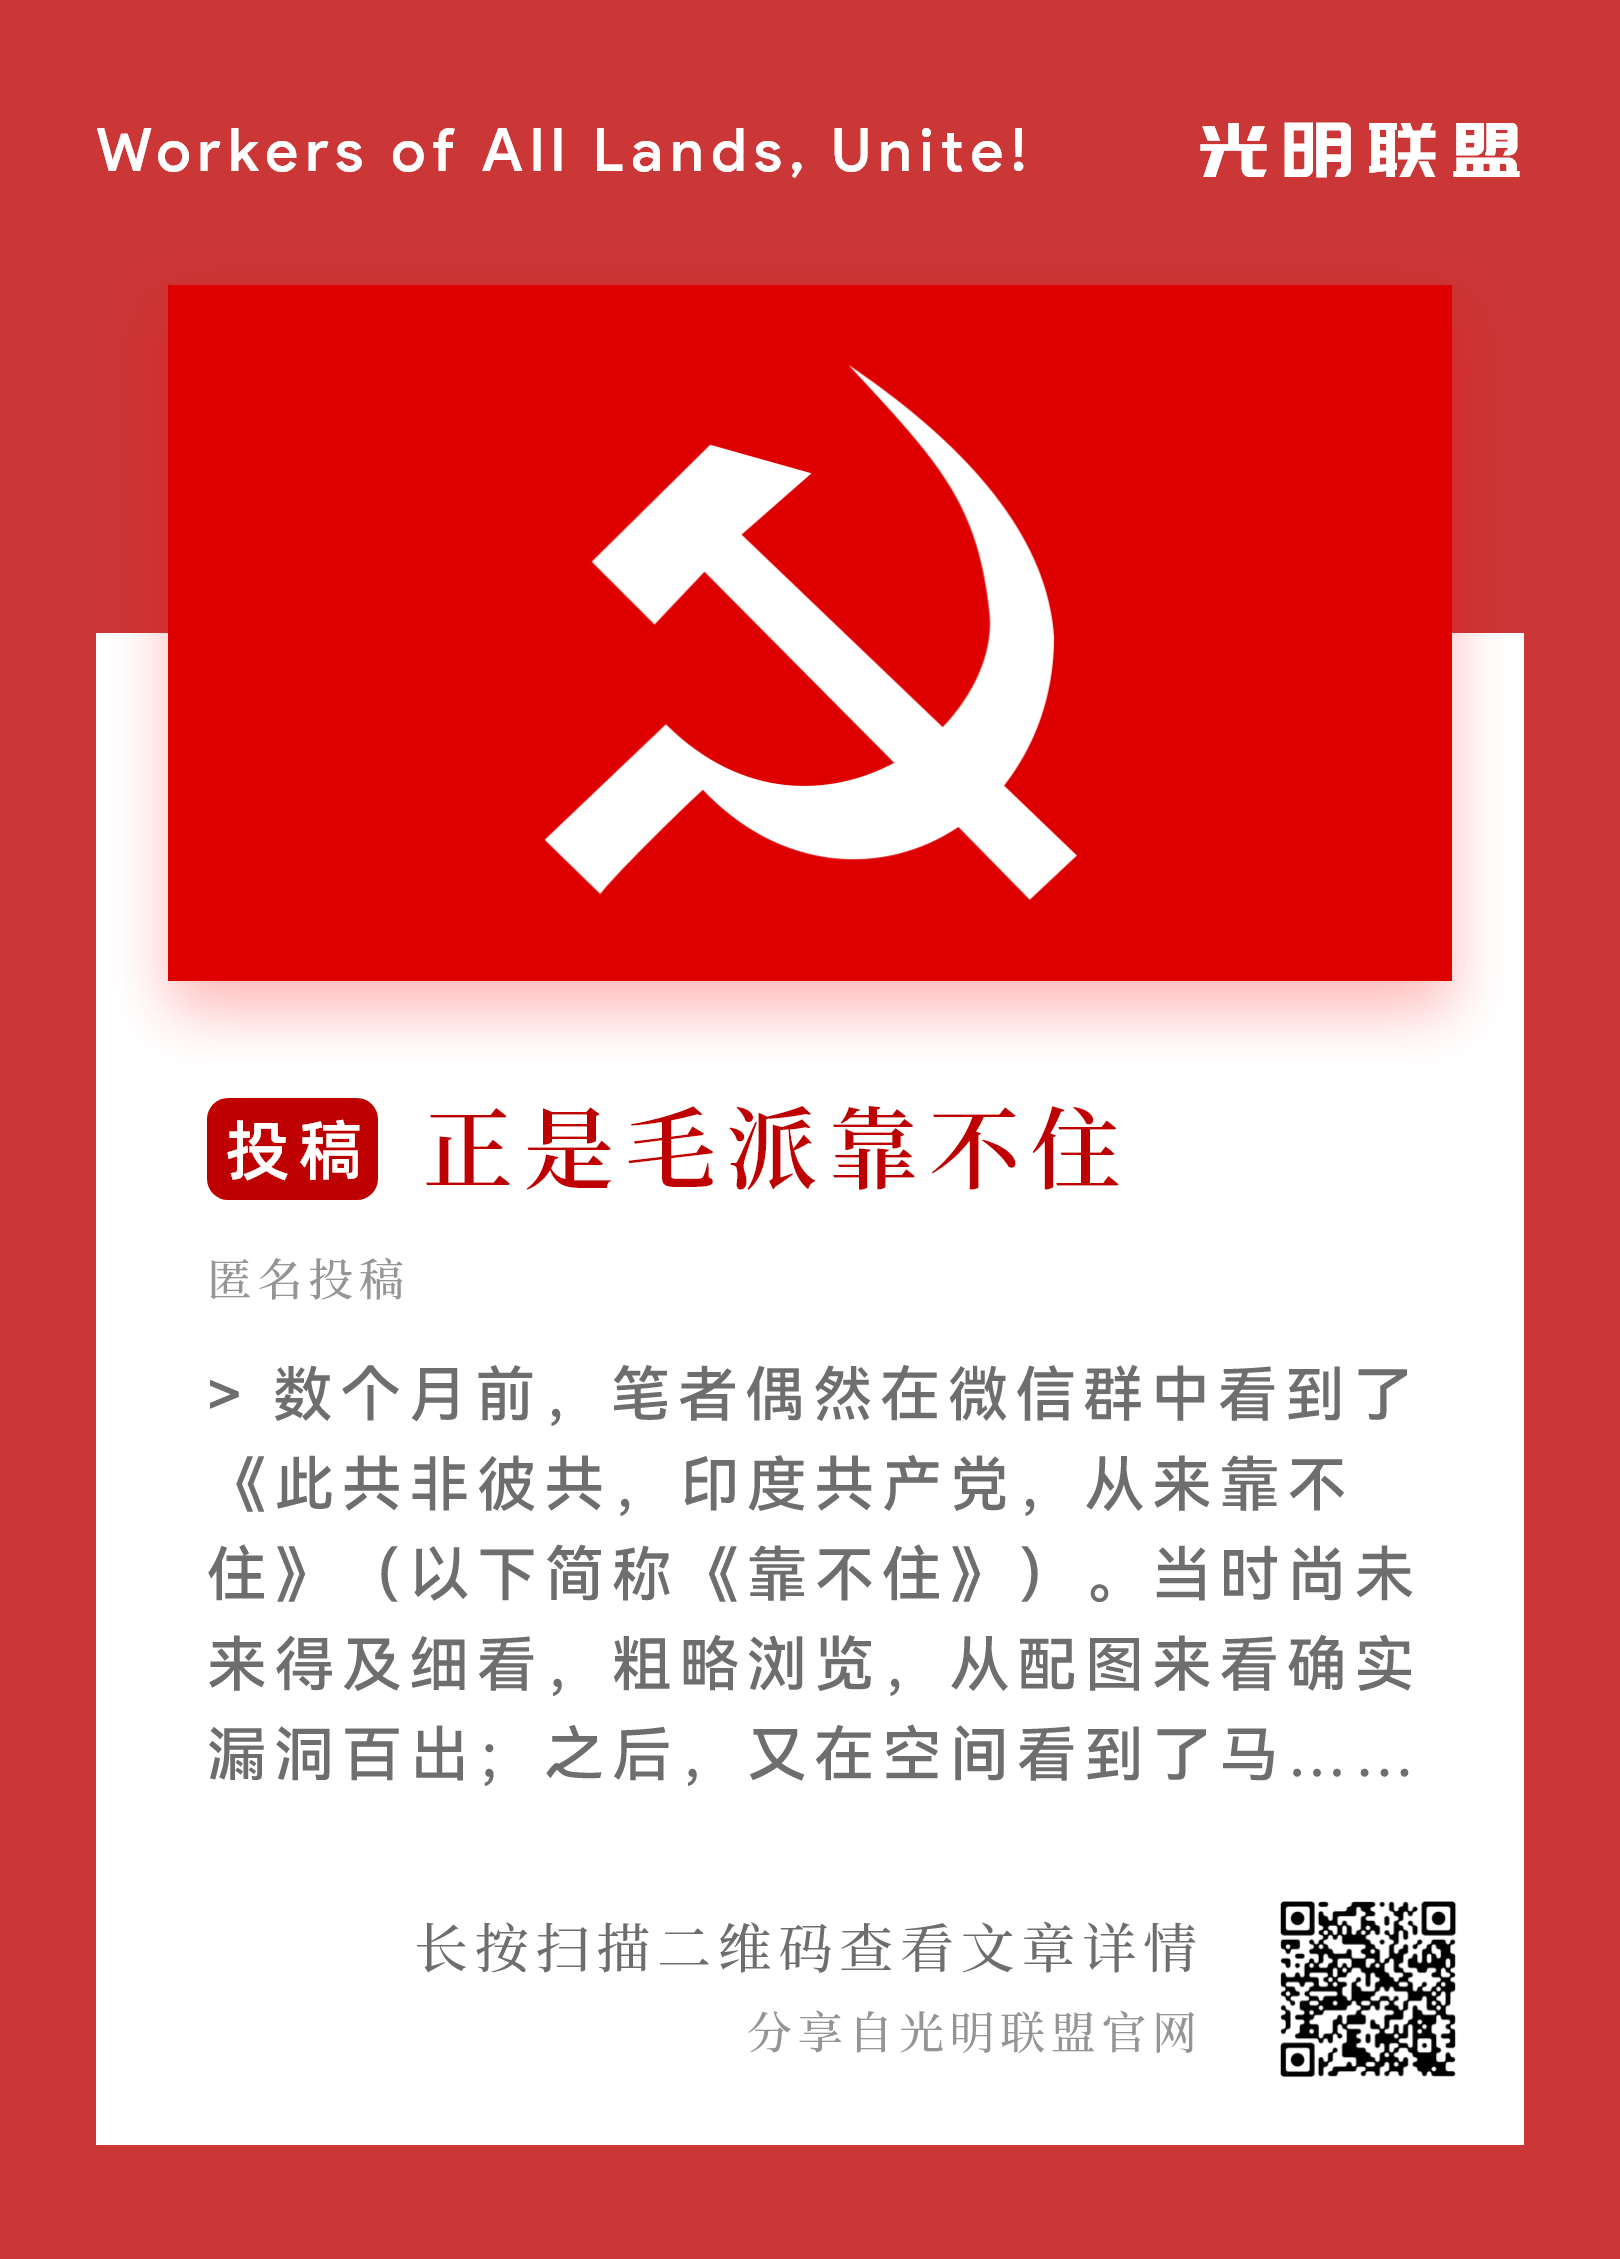 Workers of All Lands, Unite!
光明联盟
投稿 正是毛派靠不住
匿名投稿
> 数个月前，笔者偶然在微信群中看到了
《此共非彼共，印度共产党，从来靠不
住》（以下简称《靠不住》）。当时尚未
来得及细看，粗略浏览，从配图来看确实
漏洞百出；之后，又在空间看到了马……
长按扫描二维码查看文章详情
分享自光明联盟官网